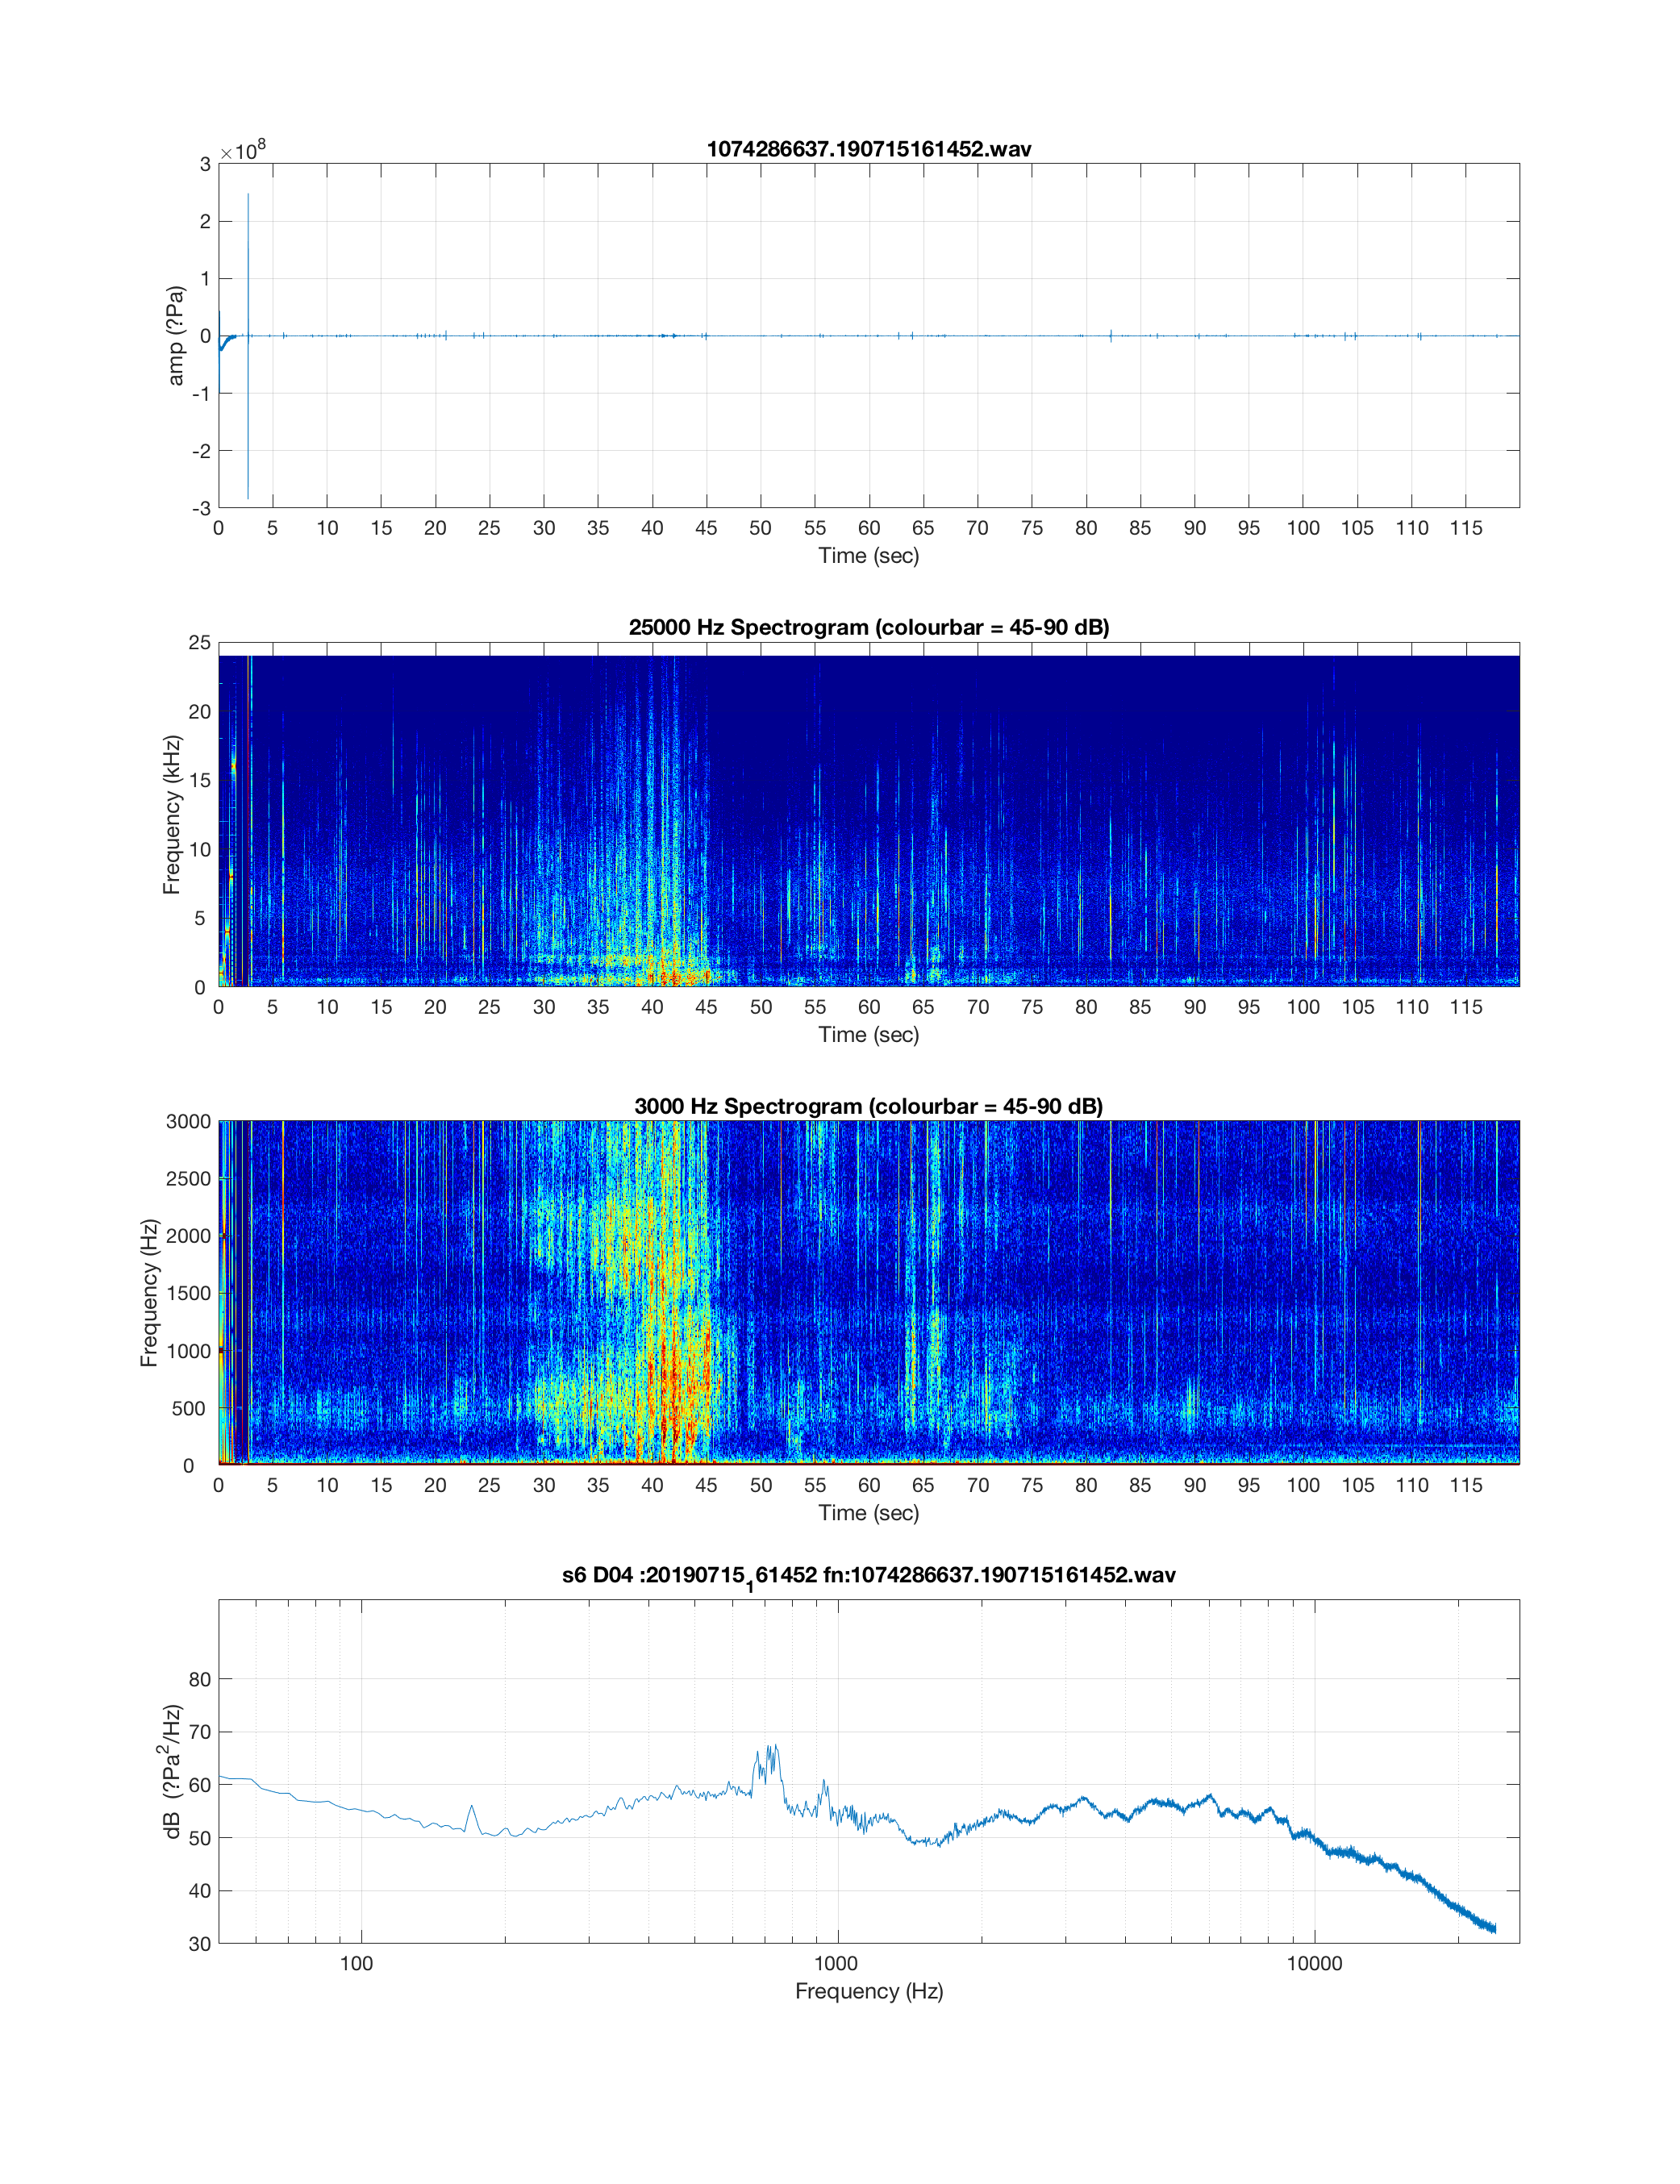 1074286637.190715161452.wav
×10^8
3
2
1
0
-1
-2
-3
amp (?Pa)
0 5 10 15 20 25 30 35 40 45 50 55 60 65 70 75 80 85 90 95 100 105 110 115
Time (sec)
25000 Hz Spectrogram (colourbar = 45-90 dB)
25
20
15
10
5
0
Frequency (kHz)
0 5 10 15 20 25 30 35 40 45 50 55 60 65 70 75 80 85 90 95 100 105 110 115
Time (sec)
3000 Hz Spectrogram (colourbar = 45-90 dB)
3000
2500
2000
1500
1000
500
0
Frequency (Hz)
0 5 10 15 20 25 30 35 40 45 50 55 60 65 70 75 80 85 90 95 100 105 110 115
Time (sec)
s6 D04 :20190715_161452 fn:1074286637.190715161452.wav
80
70
60
50
40
30
dB (?Pa^2/Hz)
100 1000 10000
Frequency (Hz)